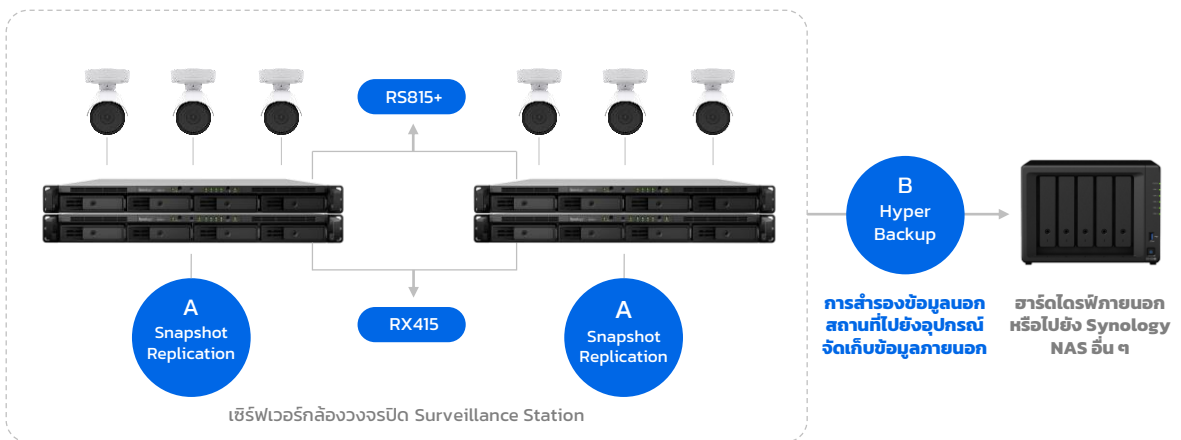 RS815+
B
Hyper
Backup
A
Snapshot
Replication
RX415
A
Snapshot
Replication
การสำรองข้อมูลนอก
สถานที่ไปยังอุปกรณ์
จัดเก็บข้อมูลภายนอก
ฮาร์ดไดรฟ์ภายนอก
หรือไปยัง Synology
NAS อื่น ๆ
เซิร์ฟเวอร์กล้องวงจรปิด Surveillance Station